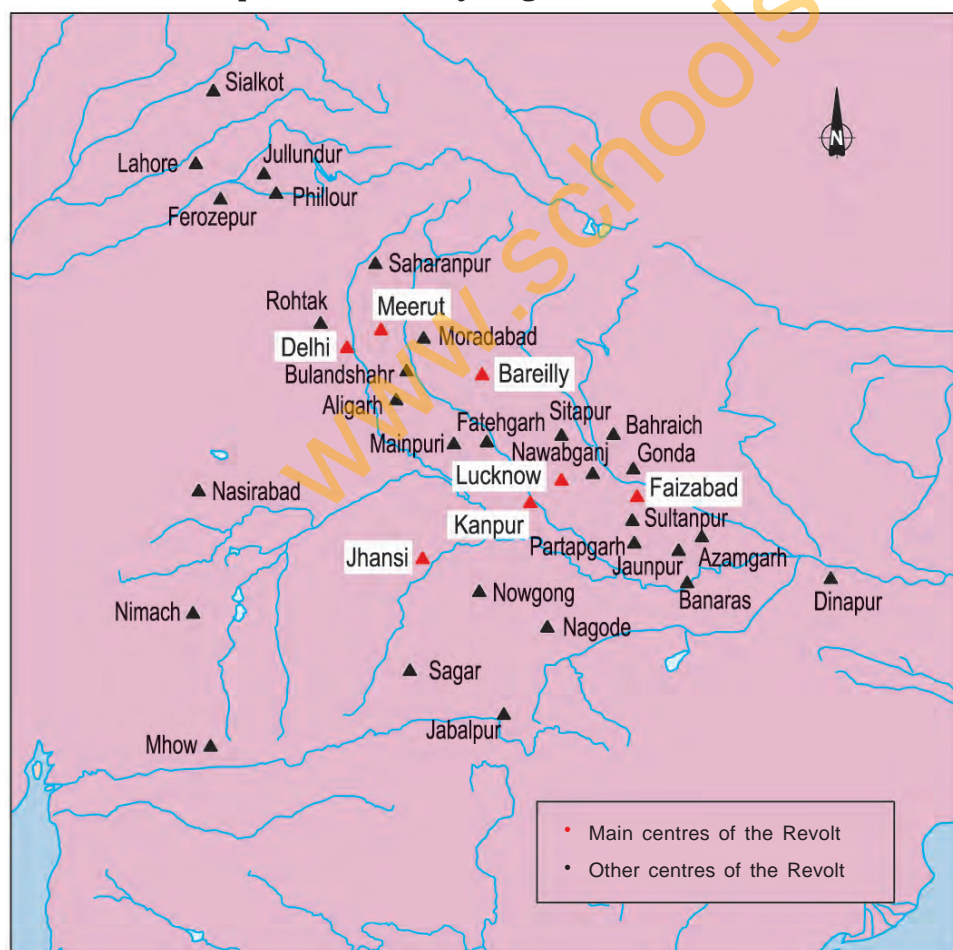 www.schools
Sialkot
Lahore
Jullundur
Phillour
Ferozepur
Saharanpur
Rohtak
Meerut
Delhi
Moradabad
Bulandshahr
Bareilly
Aligarh
Fatehgarh
Sitapur
Bahraich
Mainpuri
Nawabganj
Gonda
Lucknow
Faizabad
Nasirabad
Kanpur
Sultanpur
Partapgarh
Azamgarh
Jhansi
Jaunpur
Nowgong
Banaras
Dinapur
Nimach
Nagode
Sagar
Jabalpur
Mhow
N
• Main centres of the Revolt
• Other centres of the Revolt